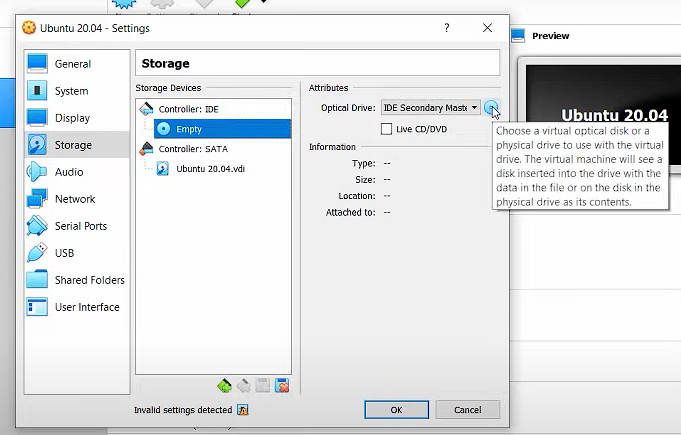 Ubuntu 20.04 - Settings
?
Preview
General
System
Display
Storage
Audio
Network
Serial Ports
USB
Shared Folders
User Interface
Storage
Storage Devices
Controller: IDE
Empty
Controller: SATA
Ubuntu 20.04.vdi
Attributes
Optical Drive: IDE Secondary Maste
Live CD/DVD
Information
Type: --
Size: --
Location: --
Attached to: --
Ubuntu 20.04
Choose a virtual optical disk or a
physical drive to use with the virtual
drive. The virtual machine will see a
disk inserted into the drive with the
data in the file or on the disk in the
physical drive as its contents.
Invalid settings detected
OK
Cancel